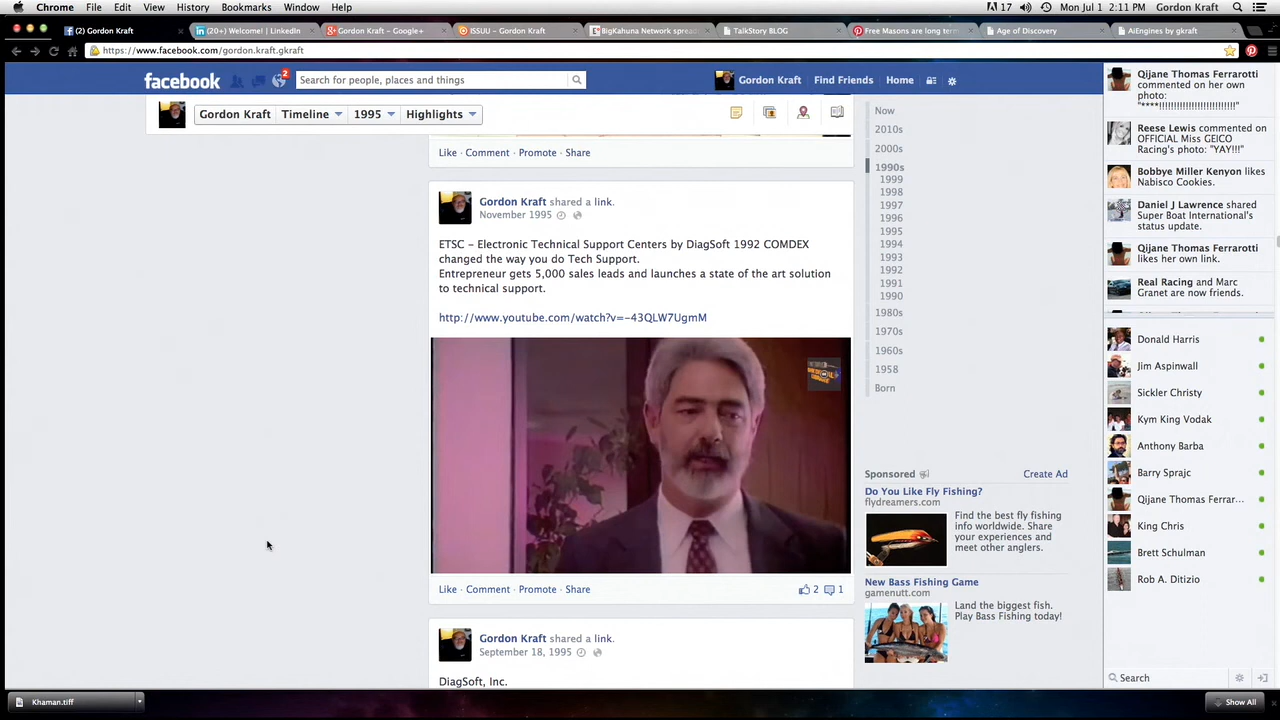 Chrome File Edit View History Bookmarks Window Help
17 Mon Jul 1 2:11 PM Gordon Kraft
(2) Gordon Kraft
(20+) Welcome! | LinkedIn
Gordon Kraft - Google+
ISSUU - Gordon Kraft
BigKahuna Network sprea
TalkStory BLOG
Free Masons are long term
Age of Discovery
AiEngines by gkraft
https://www.facebook.com/gordon.kraft.gkraft
facebook
2
Search for people, places and things
Gordon Kraft Find Friends Home
Gordon Kraft Timeline 1995 Highlights
Like · Comment · Promote · Share
Gordon Kraft shared a link.
November 1995
ETSC – Electronic Technical Support Centers by DiagSoft 1992 COMDEX
changed the way you do Tech Support.
Entrepreneur gets 5,000 sales leads and launches a state of the art solution
to technical support.
http://www.youtube.com/watch?v=-43QLW7UgmM
Like · Comment · Promote · Share
2 1
Gordon Kraft shared a link.
September 18, 1995
DiagSoft, Inc.
Now
2010s
2000s
1990s
1999
1998
1997
1996
1995
1994
1993
1992
1991
1990
1980s
1970s
1960s
1958
Born
Sponsored Create Ad
Do You Like Fly Fishing?
flydreamers.com
Find the best fly fishing
info worldwide. Share
your experiences and
meet other anglers.
New Bass Fishing Game
gamenutt.com
Land the biggest fish.
Play Bass Fishing today!
Qijane Thomas Ferrarotti
commented on her own
photo:
"****!!!!!!!!!!!!!!!!!!!!!!!!!!"
Reese Lewis commented on
OFFICIAL Miss GEICO
Racing's photo: "YAY!!!"
Bobbye Miller Kenyon likes
Nabisco Cookies.
Daniel J Lawrence shared
Super Boat International's
status update.
Qijane Thomas Ferrarotti
likes her own link.
Real Racing and Marc
Granet are now friends.
Donald Harris
Jim Aspinwall
Sickler Christy
Kym King Vodak
Anthony Barba
Barry Sprajc
Qijane Thomas Ferrar...
King Chris
Brett Schulman
Rob A. Ditizio
Search
Khaman.tiff
Show All